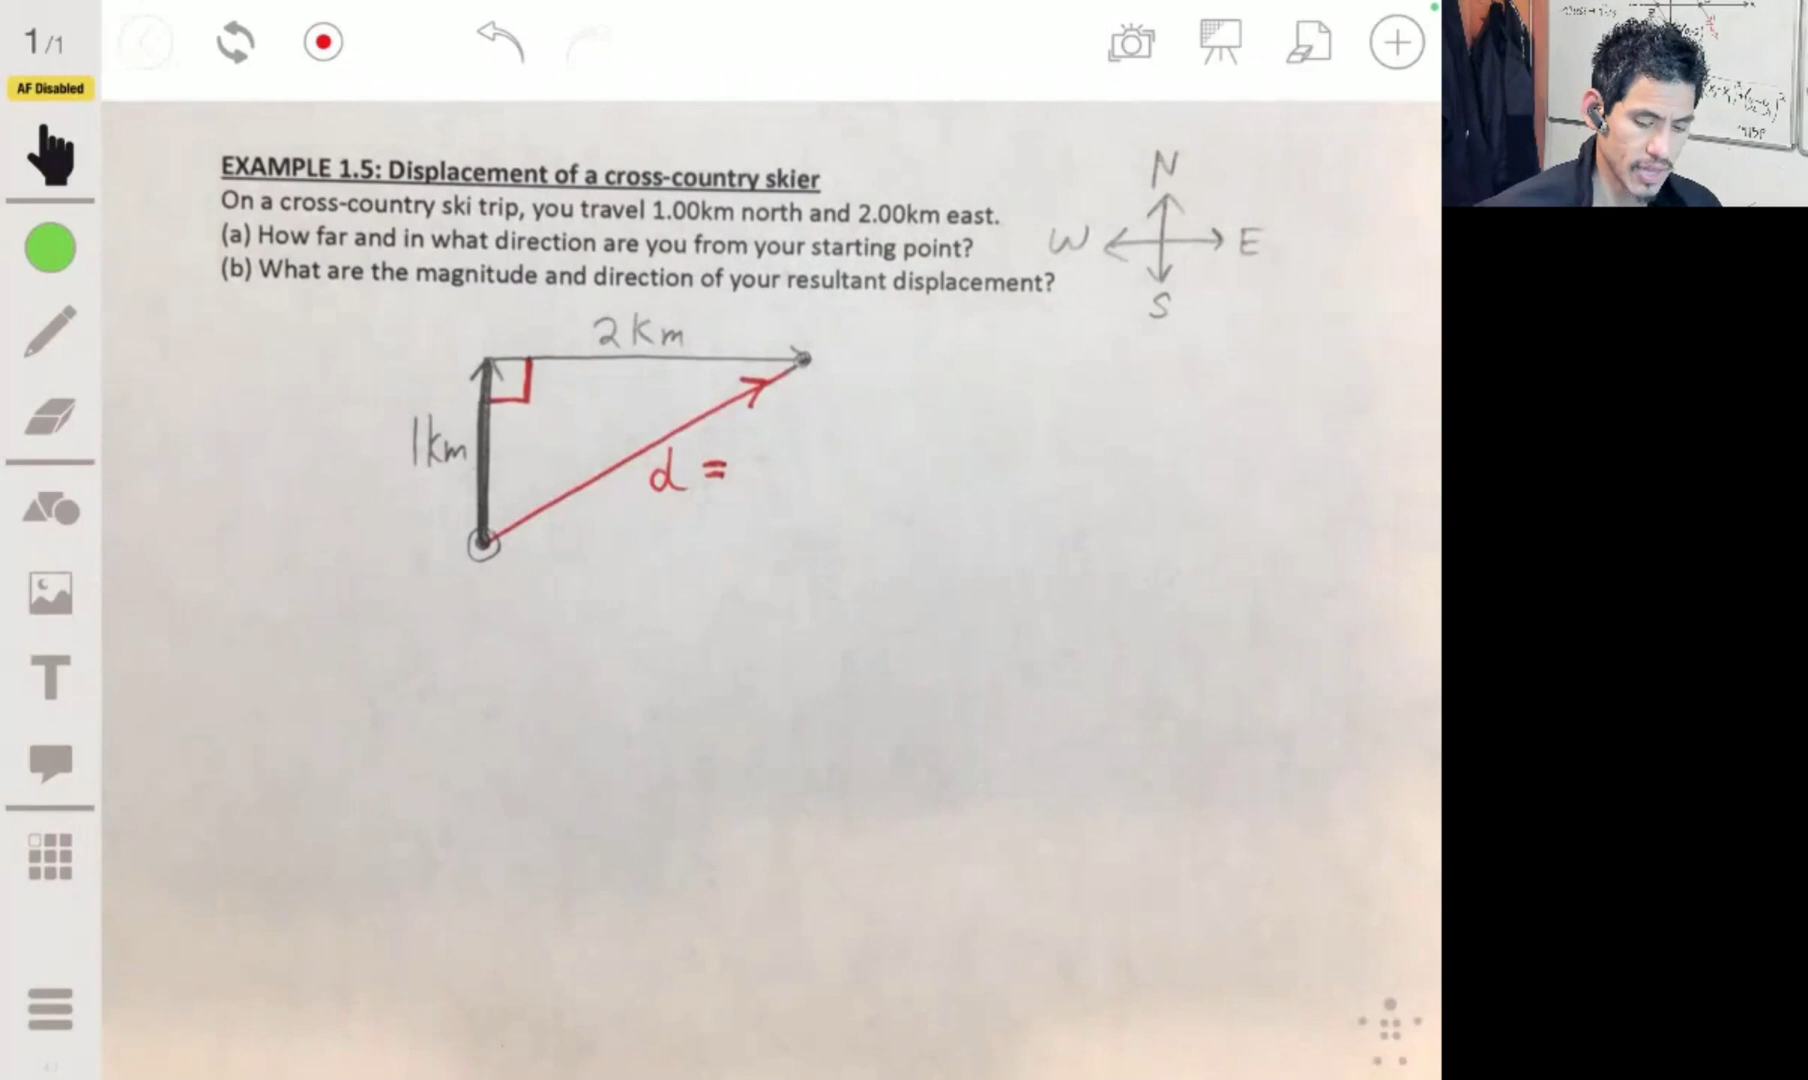 1/1
AF Disabled
EXAMPLE 1.5: Displacement of a cross-country skier
On a cross-country ski trip, you travel 1.00km north and 2.00km east.
(a) How far and in what direction are you from your starting point?
(b) What are the magnitude and direction of your resultant displacement?
N
W E
S
2km
1km
d =
T